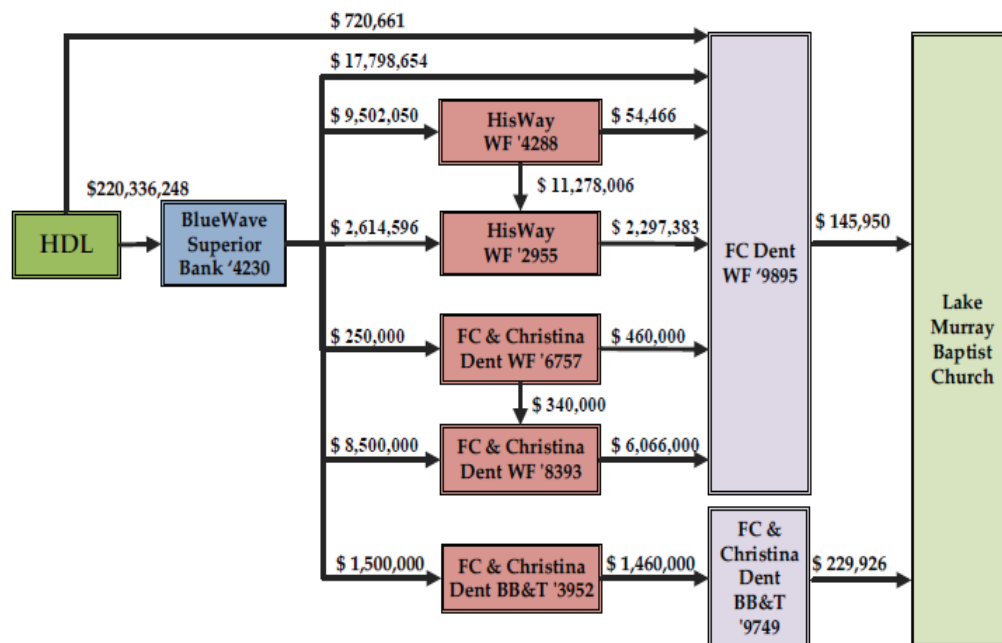 $ 720,661
$ 17,798,654
$ 9,502,050
HisWay
WF '4288
$ 54,466
$ 11,278,006
$220,336,248
HDL
BlueWave
Superior
Bank ‘4230
$ 2,614,596
HisWay
WF '2955
$ 2,297,383
FC Dent
WF ‘9895
$ 145,950
Lake
Murray
Baptist
Church
$ 250,000
FC & Christina
Dent WF '6757
$ 460,000
$ 340,000
$ 8,500,000
FC & Christina
Dent WF '8393
$ 6,066,000
$ 1,500,000
FC & Christina
Dent BB&T '3952
$ 1,460,000
FC &
Christina
Dent
BB&T
'9749
$ 229,926